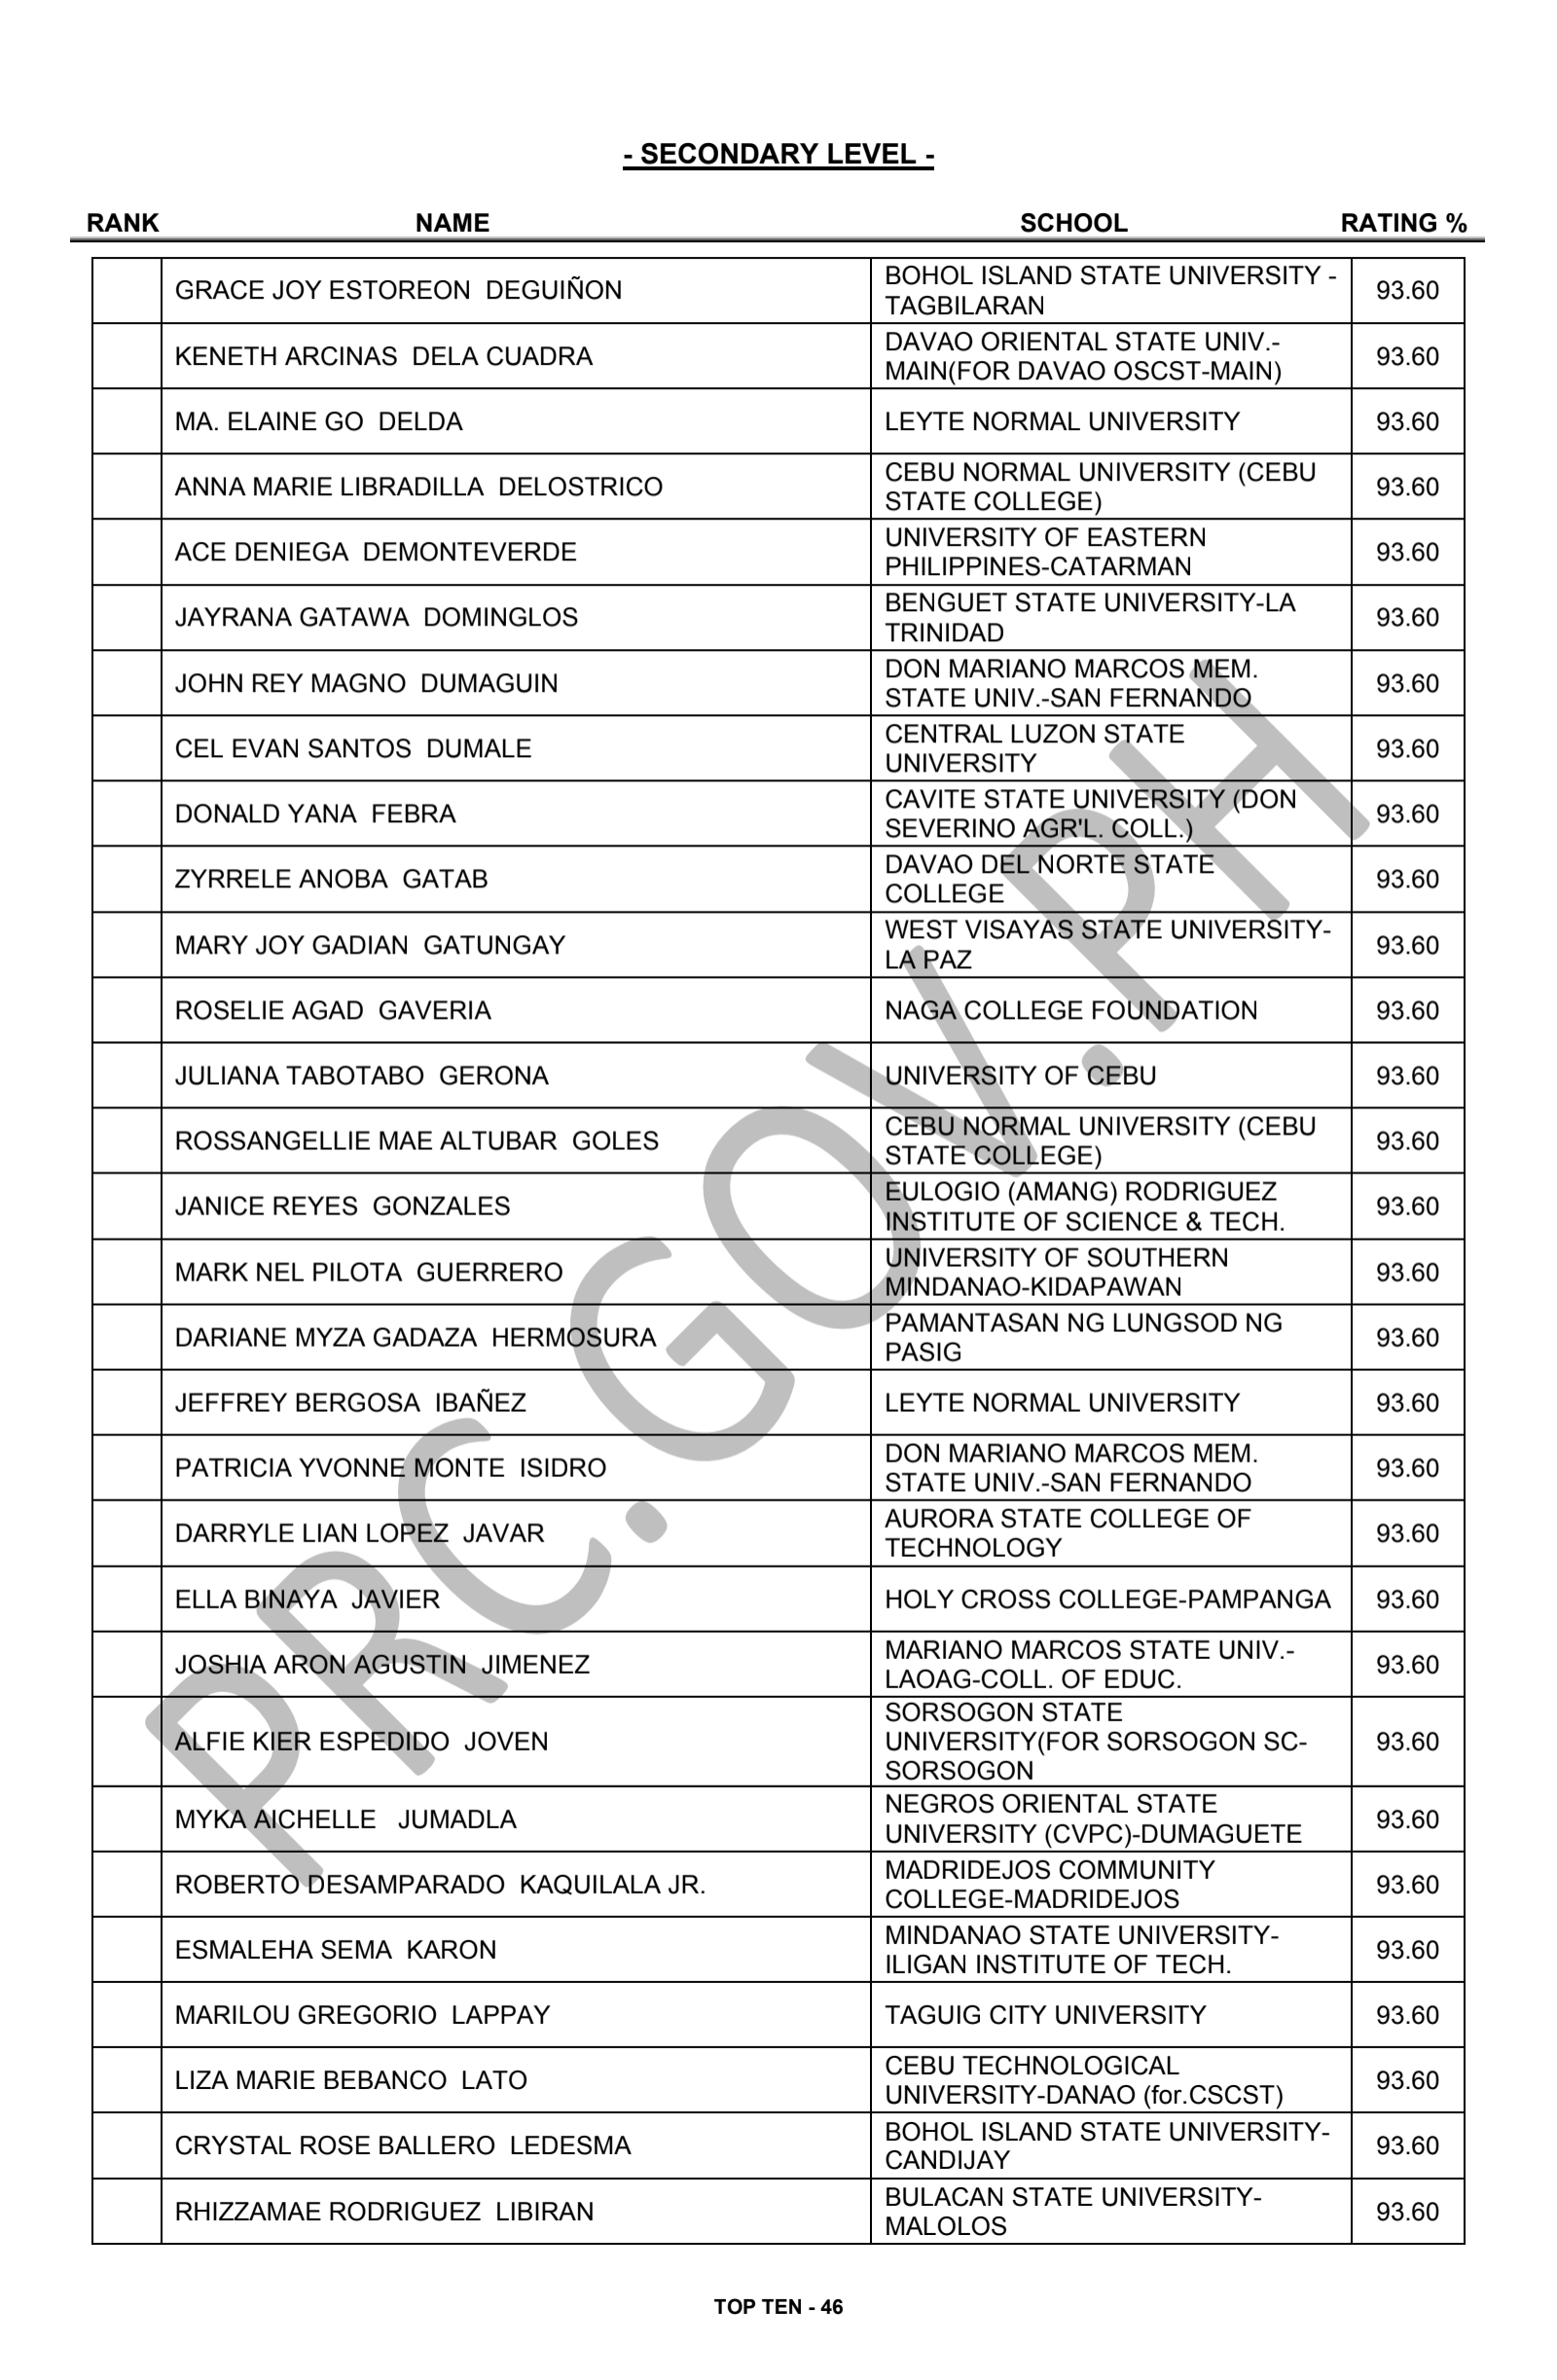 - SECONDARY LEVEL -
RANK NAME SCHOOL RATING %
GRACE JOY ESTOREON  DEGUIÑON BOHOL ISLAND STATE UNIVERSITY - 93.60
TAGBILARAN
KENETH ARCINAS  DELA CUADRA DAVAO ORIENTAL STATE UNIV.- 93.60
MAIN(FOR DAVAO OSCST-MAIN)
MA. ELAINE GO  DELDA LEYTE NORMAL UNIVERSITY 93.60
ANNA MARIE LIBRADILLA  DELOSTRICO CEBU NORMAL UNIVERSITY (CEBU 93.60
STATE COLLEGE)
ACE DENIEGA  DEMONTEVERDE UNIVERSITY OF EASTERN 93.60
PHILIPPINES-CATARMAN
JAYRANA GATAWA  DOMINGLOS BENGUET STATE UNIVERSITY-LA 93.60
TRINIDAD
JOHN REY MAGNO  DUMAGUIN DON MARIANO MARCOS MEM. 93.60
STATE UNIV.-SAN FERNANDO
CEL EVAN SANTOS  DUMALE CENTRAL LUZON STATE 93.60
UNIVERSITY
DONALD YANA  FEBRA CAVITE STATE UNIVERSITY (DON 93.60
SEVERINO AGR'L. COLL.)
ZYRRELE ANOBA  GATAB DAVAO DEL NORTE STATE 93.60
COLLEGE
MARY JOY GADIAN  GATUNGAY WEST VISAYAS STATE UNIVERSITY- 93.60
LA PAZ
ROSELIE AGAD  GAVERIA NAGA COLLEGE FOUNDATION 93.60
JULIANA TABOTABO  GERONA UNIVERSITY OF CEBU 93.60
ROSSANGELLIE MAE ALTUBAR  GOLES CEBU NORMAL UNIVERSITY (CEBU 93.60
STATE COLLEGE)
JANICE REYES  GONZALES EULOGIO (AMANG) RODRIGUEZ 93.60
INSTITUTE OF SCIENCE & TECH.
MARK NEL PILOTA  GUERRERO UNIVERSITY OF SOUTHERN 93.60
MINDANAO-KIDAPAWAN
DARIANE MYZA GADAZA  HERMOSURA PAMANTASAN NG LUNGSOD NG 93.60
PASIG
JEFFREY BERGOSA  IBAÑEZ LEYTE NORMAL UNIVERSITY 93.60
PATRICIA YVONNE MONTE  ISIDRO DON MARIANO MARCOS MEM. 93.60
STATE UNIV.-SAN FERNANDO
DARRYLE LIAN LOPEZ  JAVAR AURORA STATE COLLEGE OF 93.60
TECHNOLOGY
ELLA BINAYA  JAVIER HOLY CROSS COLLEGE-PAMPANGA 93.60
JOSHIA ARON AGUSTIN  JIMENEZ MARIANO MARCOS STATE UNIV.- 93.60
LAOAG-COLL. OF EDUC.
SORSOGON STATE
ALFIE KIER ESPEDIDO  JOVEN UNIVERSITY(FOR SORSOGON SC- 93.60
SORSOGON
MYKA AICHELLE   JUMADLA NEGROS ORIENTAL STATE 93.60
UNIVERSITY (CVPC)-DUMAGUETE
ROBERTO DESAMPARADO  KAQUILALA JR. MADRIDEJOS COMMUNITY 93.60
COLLEGE-MADRIDEJOS
ESMALEHA SEMA  KARON MINDANAO STATE UNIVERSITY- 93.60
ILIGAN INSTITUTE OF TECH.
MARILOU GREGORIO  LAPPAY TAGUIG CITY UNIVERSITY 93.60
LIZA MARIE BEBANCO  LATO CEBU TECHNOLOGICAL 93.60
UNIVERSITY-DANAO (for.CSCST)
CRYSTAL ROSE BALLERO  LEDESMA BOHOL ISLAND STATE UNIVERSITY- 93.60
CANDIJAY
RHIZZAMAE RODRIGUEZ  LIBIRAN BULACAN STATE UNIVERSITY- 93.60
MALOLOS
PRC.GOV.PH
TOP TEN - 46